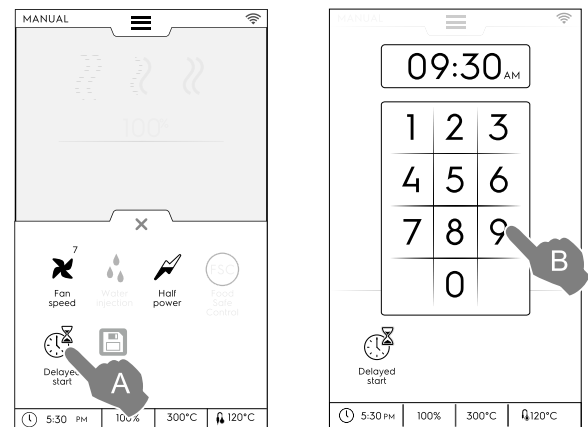 MANUAL
100%
7
Fan
speed
Water
injection
Half
power
FSC
Food
Safe
Control
Delayed
start
A
5:30 PM
100%
300°C
120°C
MANUAL
09:30 AM
1 2 3
4 5 6
7 8 9
0
B
Delayed
start
5:30 PM
100%
300°C
120°C